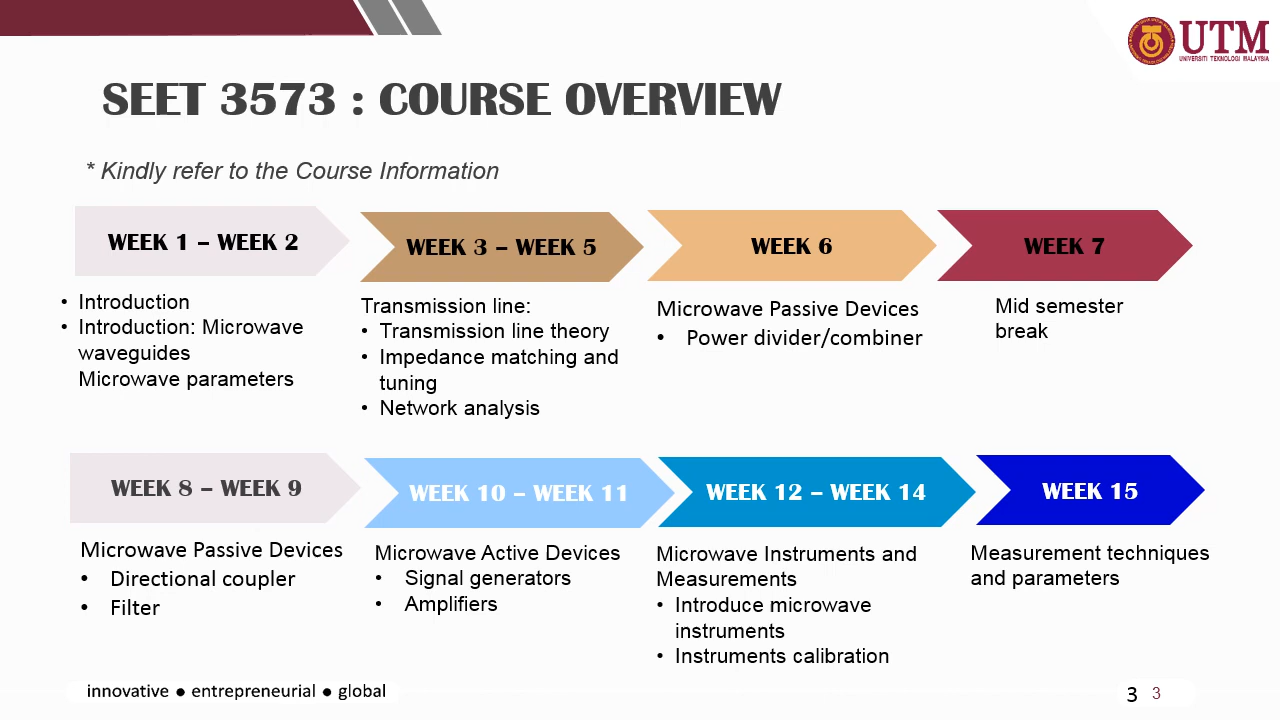 UTM
UNIVERSITI TEKNOLOGI MALAYSIA
SEET 3573 : COURSE OVERVIEW
* Kindly refer to the Course Information
WEEK 1 – WEEK 2
• Introduction
• Introduction: Microwave
waveguides
Microwave parameters
WEEK 3 – WEEK 5
Transmission line:
• Transmission line theory
• Impedance matching and
tuning
• Network analysis
WEEK 6
Microwave Passive Devices
• Power divider/combiner
WEEK 7
Mid semester
break
WEEK 8 – WEEK 9
Microwave Passive Devices
• Directional coupler
• Filter
WEEK 10 – WEEK 11
Microwave Active Devices
• Signal generators
• Amplifiers
WEEK 12 – WEEK 14
Microwave Instruments and
Measurements
• Introduce microwave
instruments
• Instruments calibration
WEEK 15
Measurement techniques
and parameters
innovative ● entrepreneurial ● global
3 3